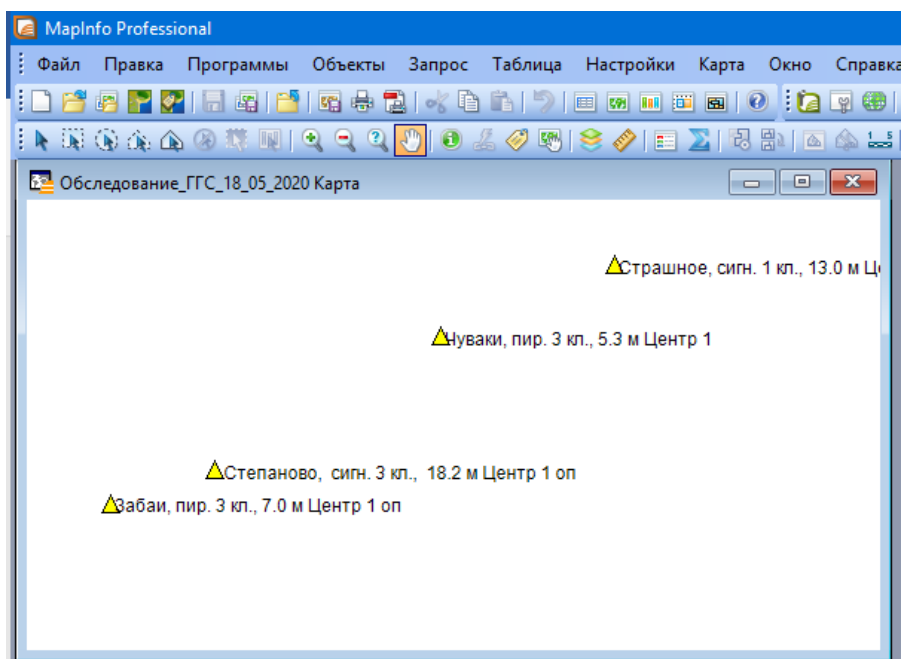 MapInfo Professional
Файл Правка Программы Объекты Запрос Таблица Настройки Карта Окно Справка
Обследование_ГГС_18_05_2020 Карта
Страшное, сигн. 1 кл., 13.0 м Це
Чуваки, пир. 3 кл., 5.3 м Центр 1
Степаново, сигн. 3 кл., 18.2 м Центр 1 оп
Забаи, пир. 3 кл., 7.0 м Центр 1 оп